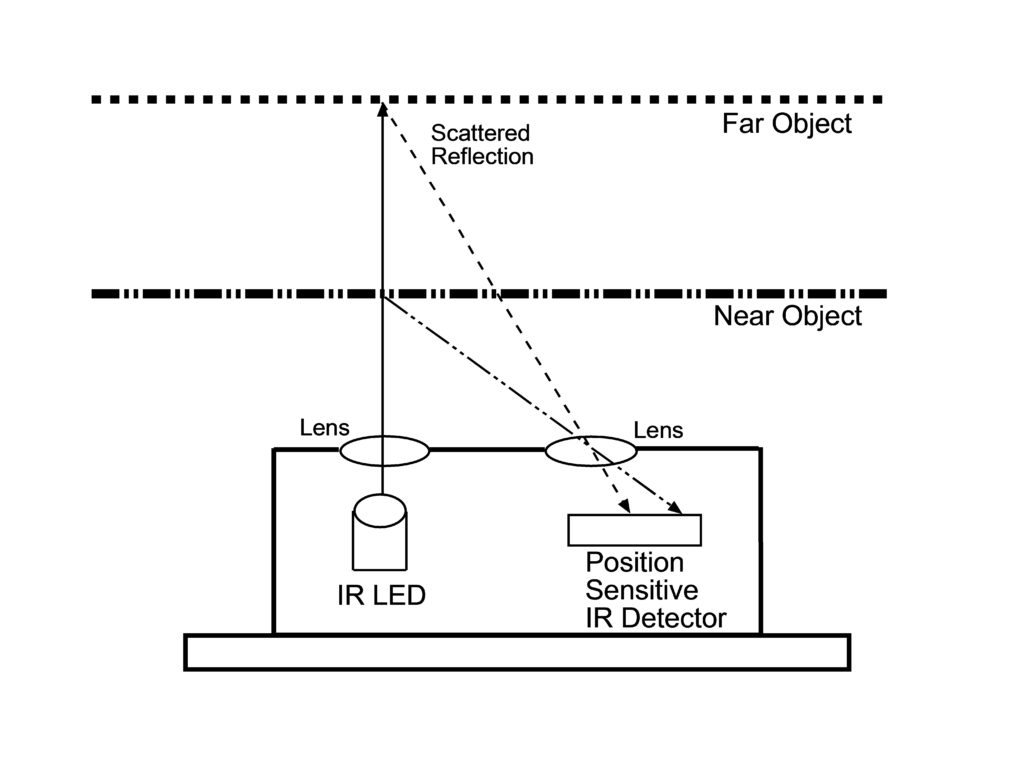 Scattered
Reflection
Far Object
Near Object
Lens
Lens
IR LED
Position
Sensitive
IR Detector